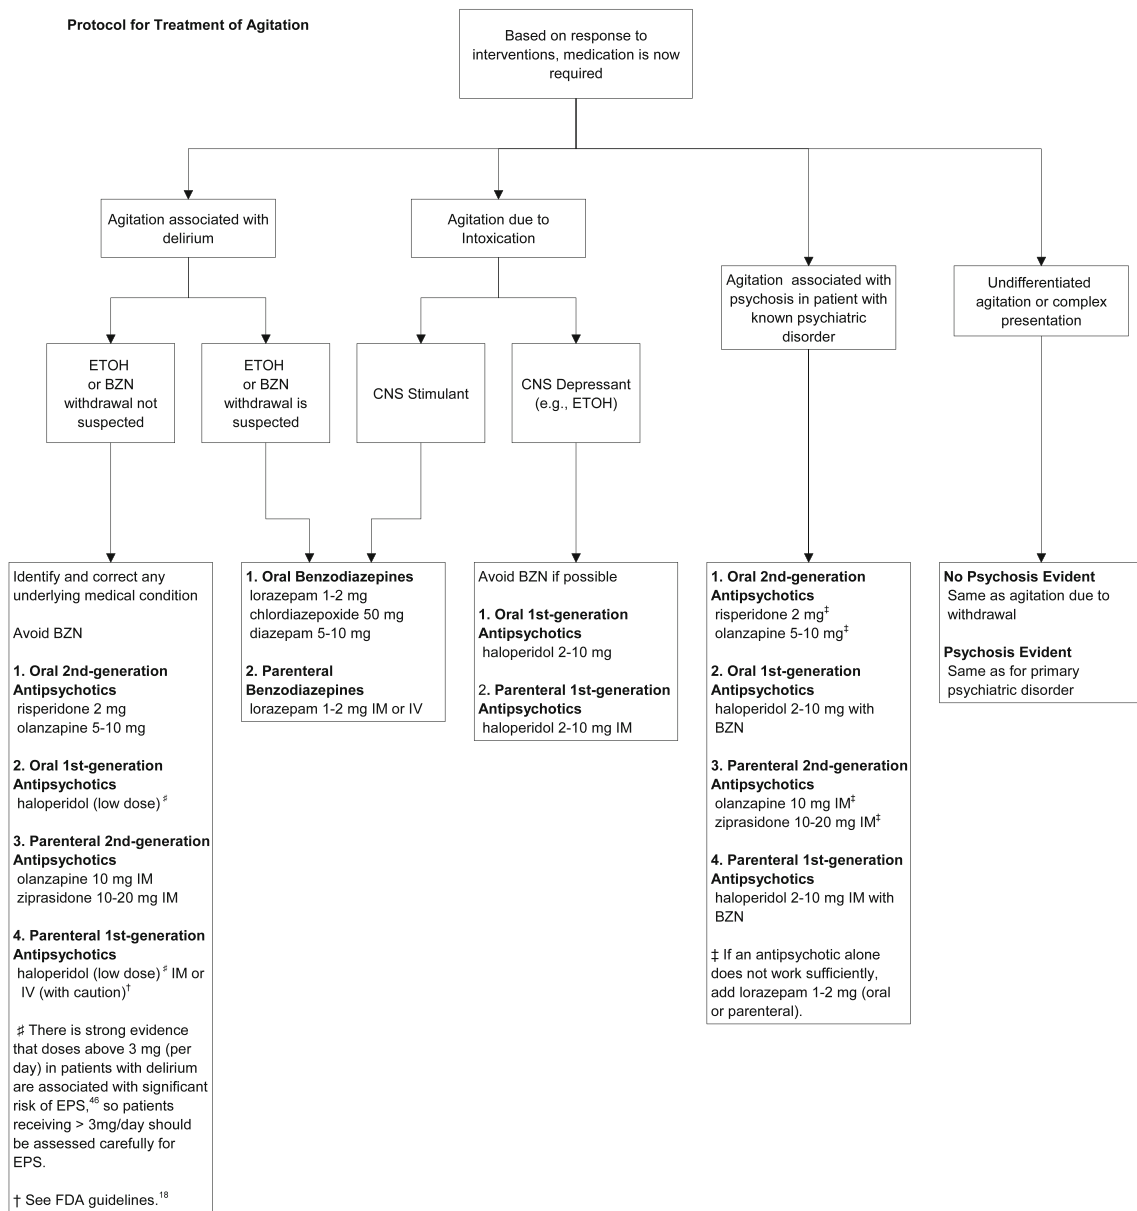 Protocol for Treatment of Agitation
Based on response to
interventions, medication is now
required
Agitation associated with
delirium
Agitation due to
Intoxication
Agitation associated with
psychosis in patient with
known psychiatric
disorder
Undifferentiated
agitation or complex
presentation
ETOH
or BZN
withdrawal not
suspected
ETOH
or BZN
withdrawal is
suspected
CNS Stimulant
CNS Depressant
(e.g., ETOH)
Identify and correct any
underlying medical condition
Avoid BZN
1. Oral 2nd-generation
Antipsychotics
risperidone 2 mg
olanzapine 5-10 mg
2. Oral 1st-generation
Antipsychotics
haloperidol (low dose) ♯
3. Parenteral 2nd-generation
Antipsychotics
olanzapine 10 mg IM
ziprasidone 10-20 mg IM
4. Parenteral 1st-generation
Antipsychotics
haloperidol (low dose) ♯ IM or
IV (with caution)†
♯ There is strong evidence
that doses above 3 mg (per
day) in patients with delirium
are associated with significant
risk of EPS,46 so patients
receiving > 3mg/day should
be assessed carefully for
EPS.
† See FDA guidelines.18
1. Oral Benzodiazepines
lorazepam 1-2 mg
chlordiazepoxide 50 mg
diazepam 5-10 mg
2. Parenteral
Benzodiazepines
lorazepam 1-2 mg IM or IV
Avoid BZN if possible
1. Oral 1st-generation
Antipsychotics
haloperidol 2-10 mg
2. Parenteral 1st-generation
Antipsychotics
haloperidol 2-10 mg IM
1. Oral 2nd-generation
Antipsychotics
risperidone 2 mg‡
olanzapine 5-10 mg‡
2. Oral 1st-generation
Antipsychotics
haloperidol 2-10 mg with
BZN
3. Parenteral 2nd-generation
Antipsychotics
olanzapine 10 mg IM‡
ziprasidone 10-20 mg IM‡
4. Parenteral 1st-generation
Antipsychotics
haloperidol 2-10 mg IM with
BZN
‡ If an antipsychotic alone
does not work sufficiently,
add lorazepam 1-2 mg (oral
or parenteral).
No Psychosis Evident
Same as agitation due to
withdrawal
Psychosis Evident
Same as for primary
psychiatric disorder